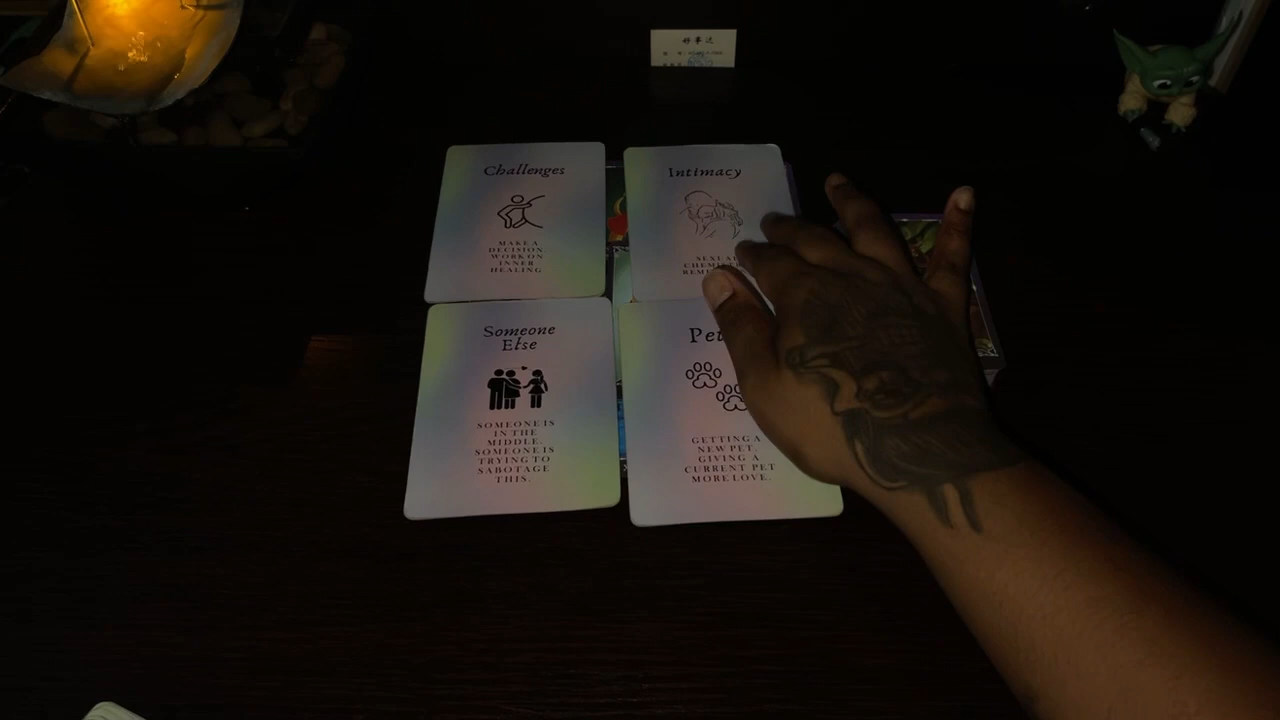 Challenges
MAKE A
DECISION
WORK ON
INNER
HEALING
Intimacy
SEXUAL
Someone
Else
SOMEONE IS
IN THE
MIDDLE.
SOMEONE IS
TRYING TO
SABOTAGE
THIS.
GETTING A
NEW PET,
GIVING A
CURRENT PET
MORE LOVE.